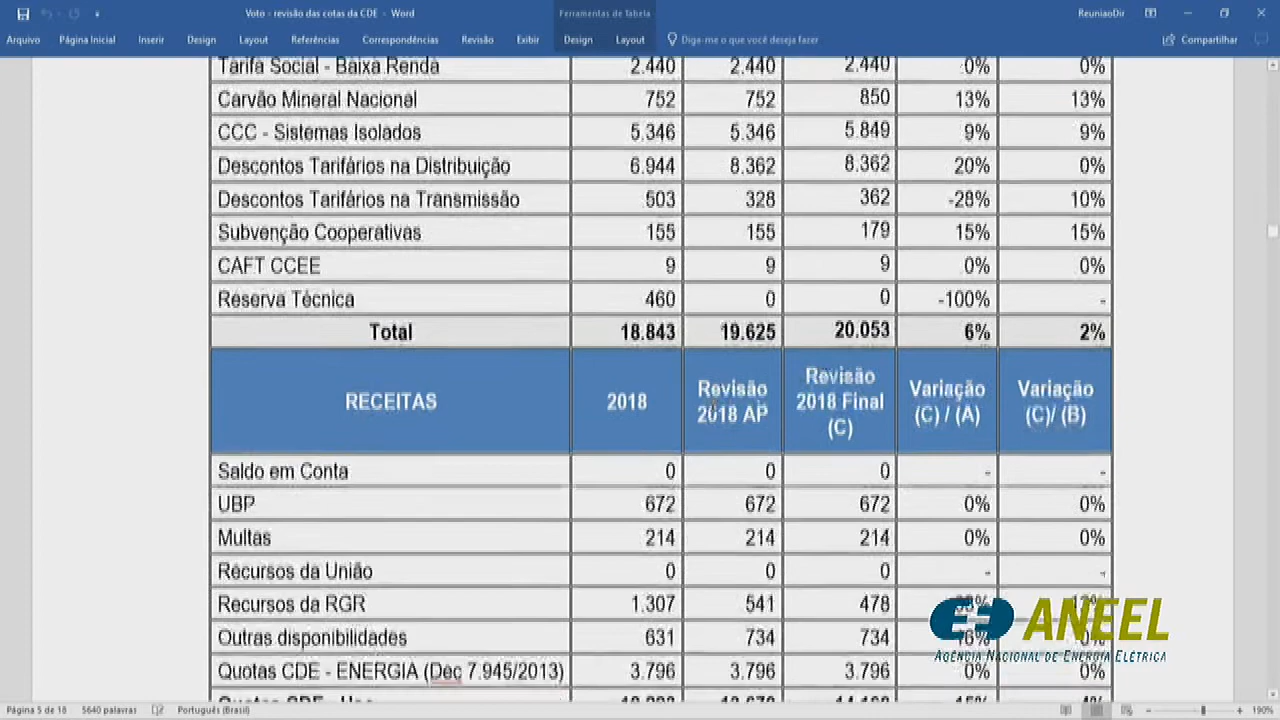 Voto - revisão das cotas da CDE - Word
Ferramentas de Tabela
ReuniaoDir
Arquivo Página Inicial Inserir Design Layout Referências Correspondências Revisão Exibir Design Layout Diga-me o que você deseja fazer Compartilhar
Tarifa Social - Baixa Renda 2.440 2.440 2.440 0% 0%
Carvão Mineral Nacional 752 752 850 13% 13%
CCC - Sistemas Isolados 5.346 5.346 5.849 9% 9%
Descontos Tarifários na Distribuição 6.944 8.362 8.362 20% 0%
Descontos Tarifários na Transmissão 503 328 362 -28% 10%
Subvenção Cooperativas 155 155 179 15% 15%
CAFT CCEE 9 9 9 0% 0%
Reserva Técnica 460 0 0 -100% -
Total 18.843 19.625 20.053 6% 2%
RECEITAS 2018 Revisão 2018 AP Revisão 2018 Final (C) Variação (C) / (A) Variação (C)/ (B)
Saldo em Conta 0 0 0 - -
UBP 672 672 672 0% 0%
Multas 214 214 214 0% 0%
Recursos da União 0 0 0 - -
Recursos da RGR 1.307 541 478
Outras disponibilidades 631 734 734 16% 0%
Quotas CDE - ENERGIA (Dec 7.945/2013) 3.796 3.796 3.796 0% 0%
ANEEL
AGÊNCIA NACIONAL DE ENERGIA ELÉTRICA
Página 5 de 18 5640 palavras Português (Brasil) 190%